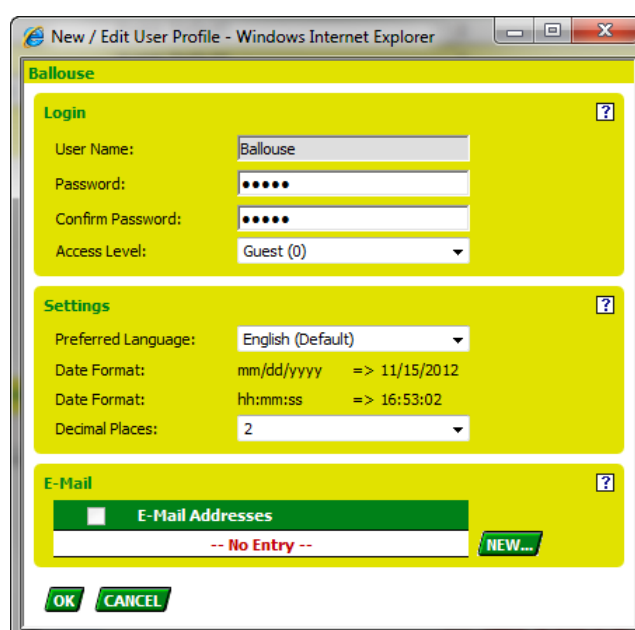 New / Edit User Profile - Windows Internet Explorer
Ballouse
Login ?
User Name: Ballouse
Password: •••••
Confirm Password: •••••
Access Level: Guest (0)
Settings ?
Preferred Language: English (Default)
Date Format: mm/dd/yyyy => 11/15/2012
Date Format: hh:mm:ss => 16:53:02
Decimal Places: 2
E-Mail ?
E-Mail Addresses
-- No Entry -- NEW...
OK CANCEL